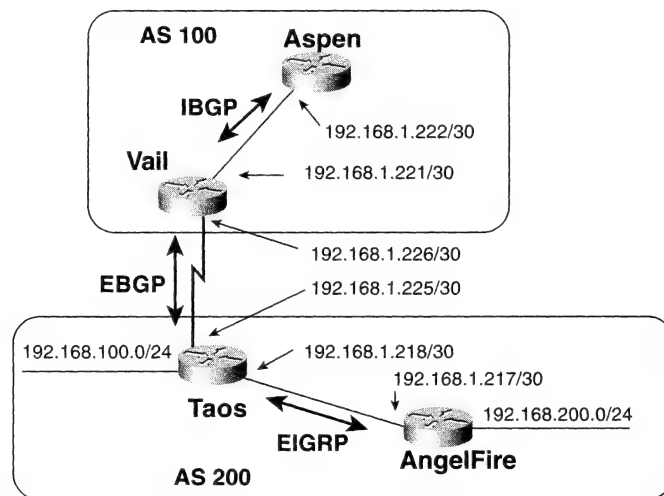 AS 100
Aspen
IBGP
192.168.1.222/30
Vail
192.168.1.221/30
192.168.1.226/30
EBGP
192.168.1.225/30
192.168.100.0/24
192.168.1.218/30
192.168.1.217/30
Taos
192.168.200.0/24
EIGRP
AngelFire
AS 200